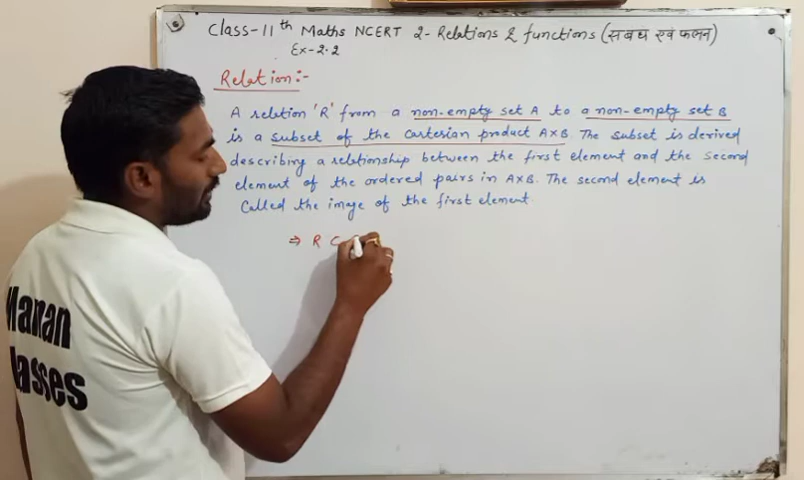 Class-11th Maths NCERT 2- Relations & functions (संबंध एवं फलन)
Ex-2.2
Relation:-
A relation 'R' from a non-empty set A to a non-empty set B
is a subset of the cartesian product A×B The subset is derived
describing a relationship between the first element and the second
element of the ordered pairs in A×B. The second element is
Called the image of the first element.
⇒ R ⊂
Manan
Classes